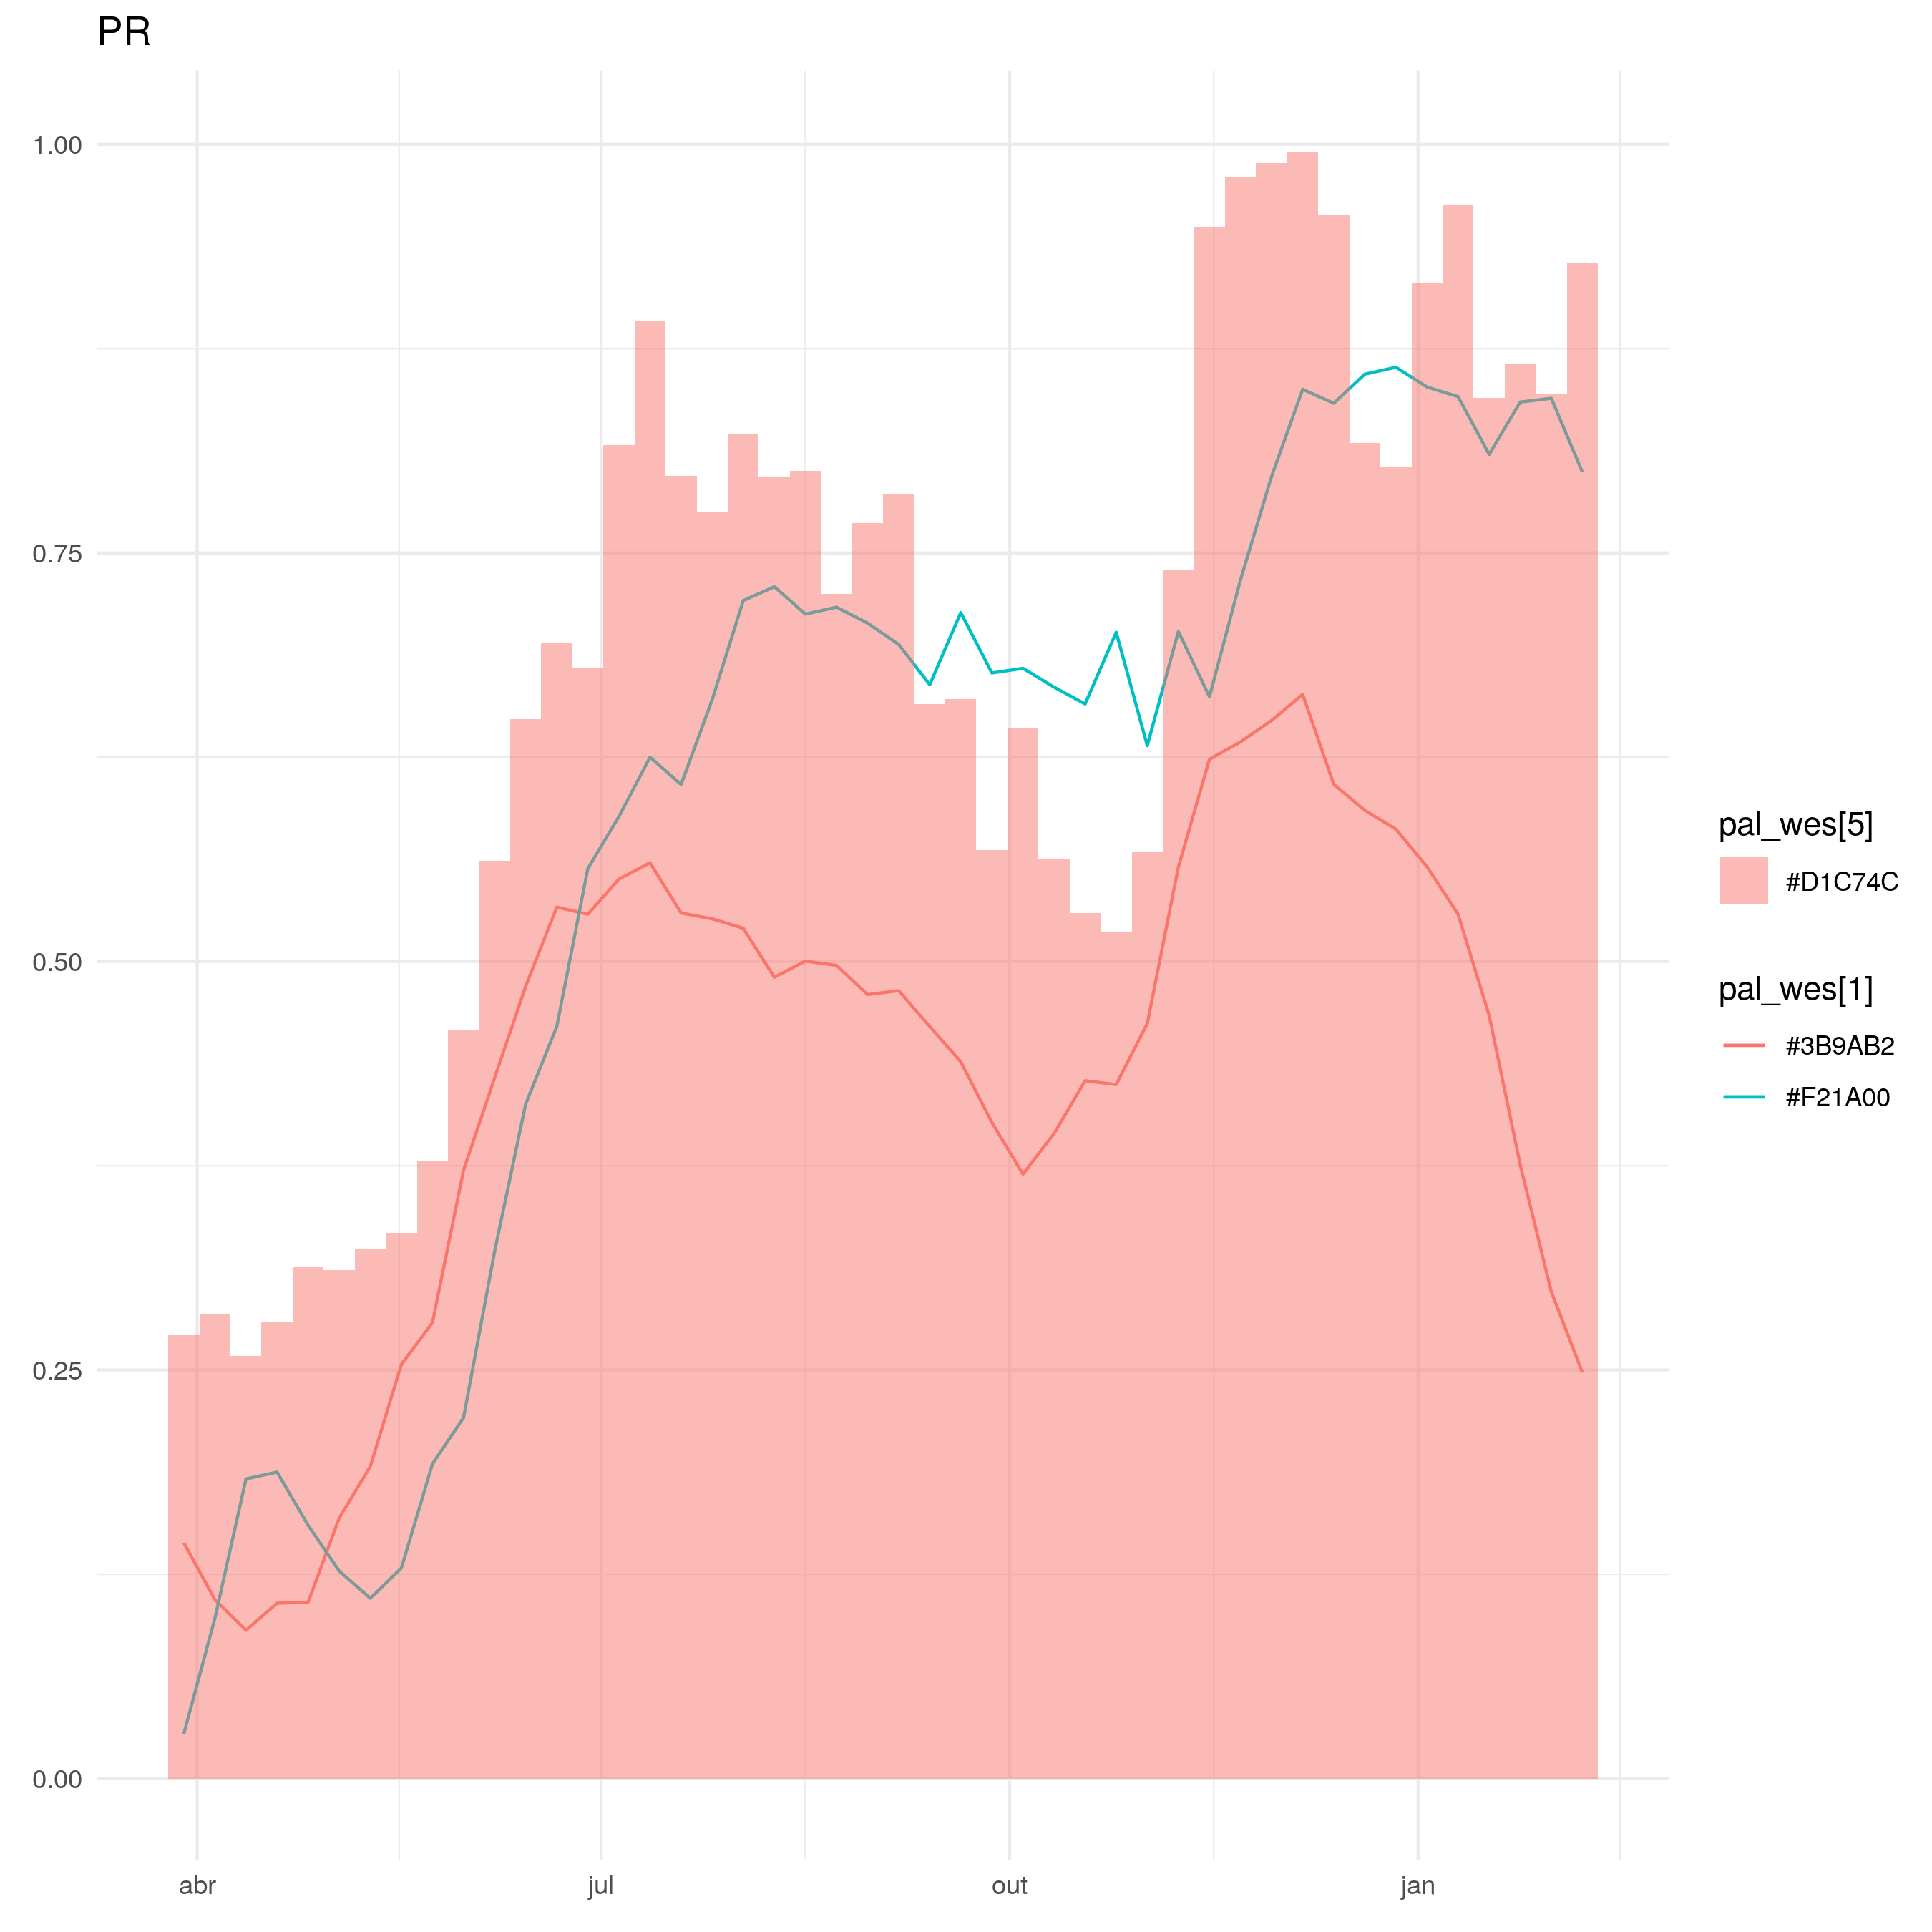 PR
1.00
0.75
0.50
0.25
0.00
abr
jul
out
jan
pal_wes[5]
#D1C74C
pal_wes[1]
#3B9AB2
#F21A00